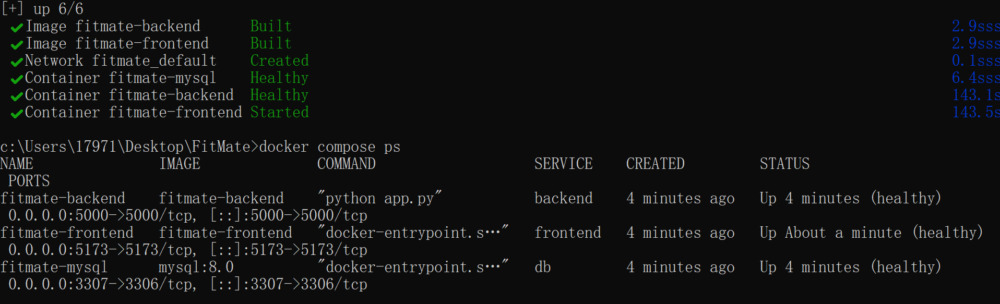 [+] up 6/6
✔Image fitmate-backend Built 2.9sss
✔Image fitmate-frontend Built 2.9sss
✔Network fitmate_default Created 0.1sss
✔Container fitmate-mysql Healthy 6.4sss
✔Container fitmate-backend Healthy 143.1s
✔Container fitmate-frontend Started 143.5s
c:\Users\17971\Desktop\FitMate>docker compose ps
NAME IMAGE COMMAND SERVICE CREATED STATUS
PORTS
fitmate-backend fitmate-backend "python app.py" backend 4 minutes ago Up 4 minutes (healthy)
0.0.0.0:5000->5000/tcp, [::]:5000->5000/tcp
fitmate-frontend fitmate-frontend "docker-entrypoint.s…" frontend 4 minutes ago Up About a minute (healthy)
0.0.0.0:5173->5173/tcp, [::]:5173->5173/tcp
fitmate-mysql mysql:8.0 "docker-entrypoint.s…" db 4 minutes ago Up 4 minutes (healthy)
0.0.0.0:3307->3306/tcp, [::]:3307->3306/tcp